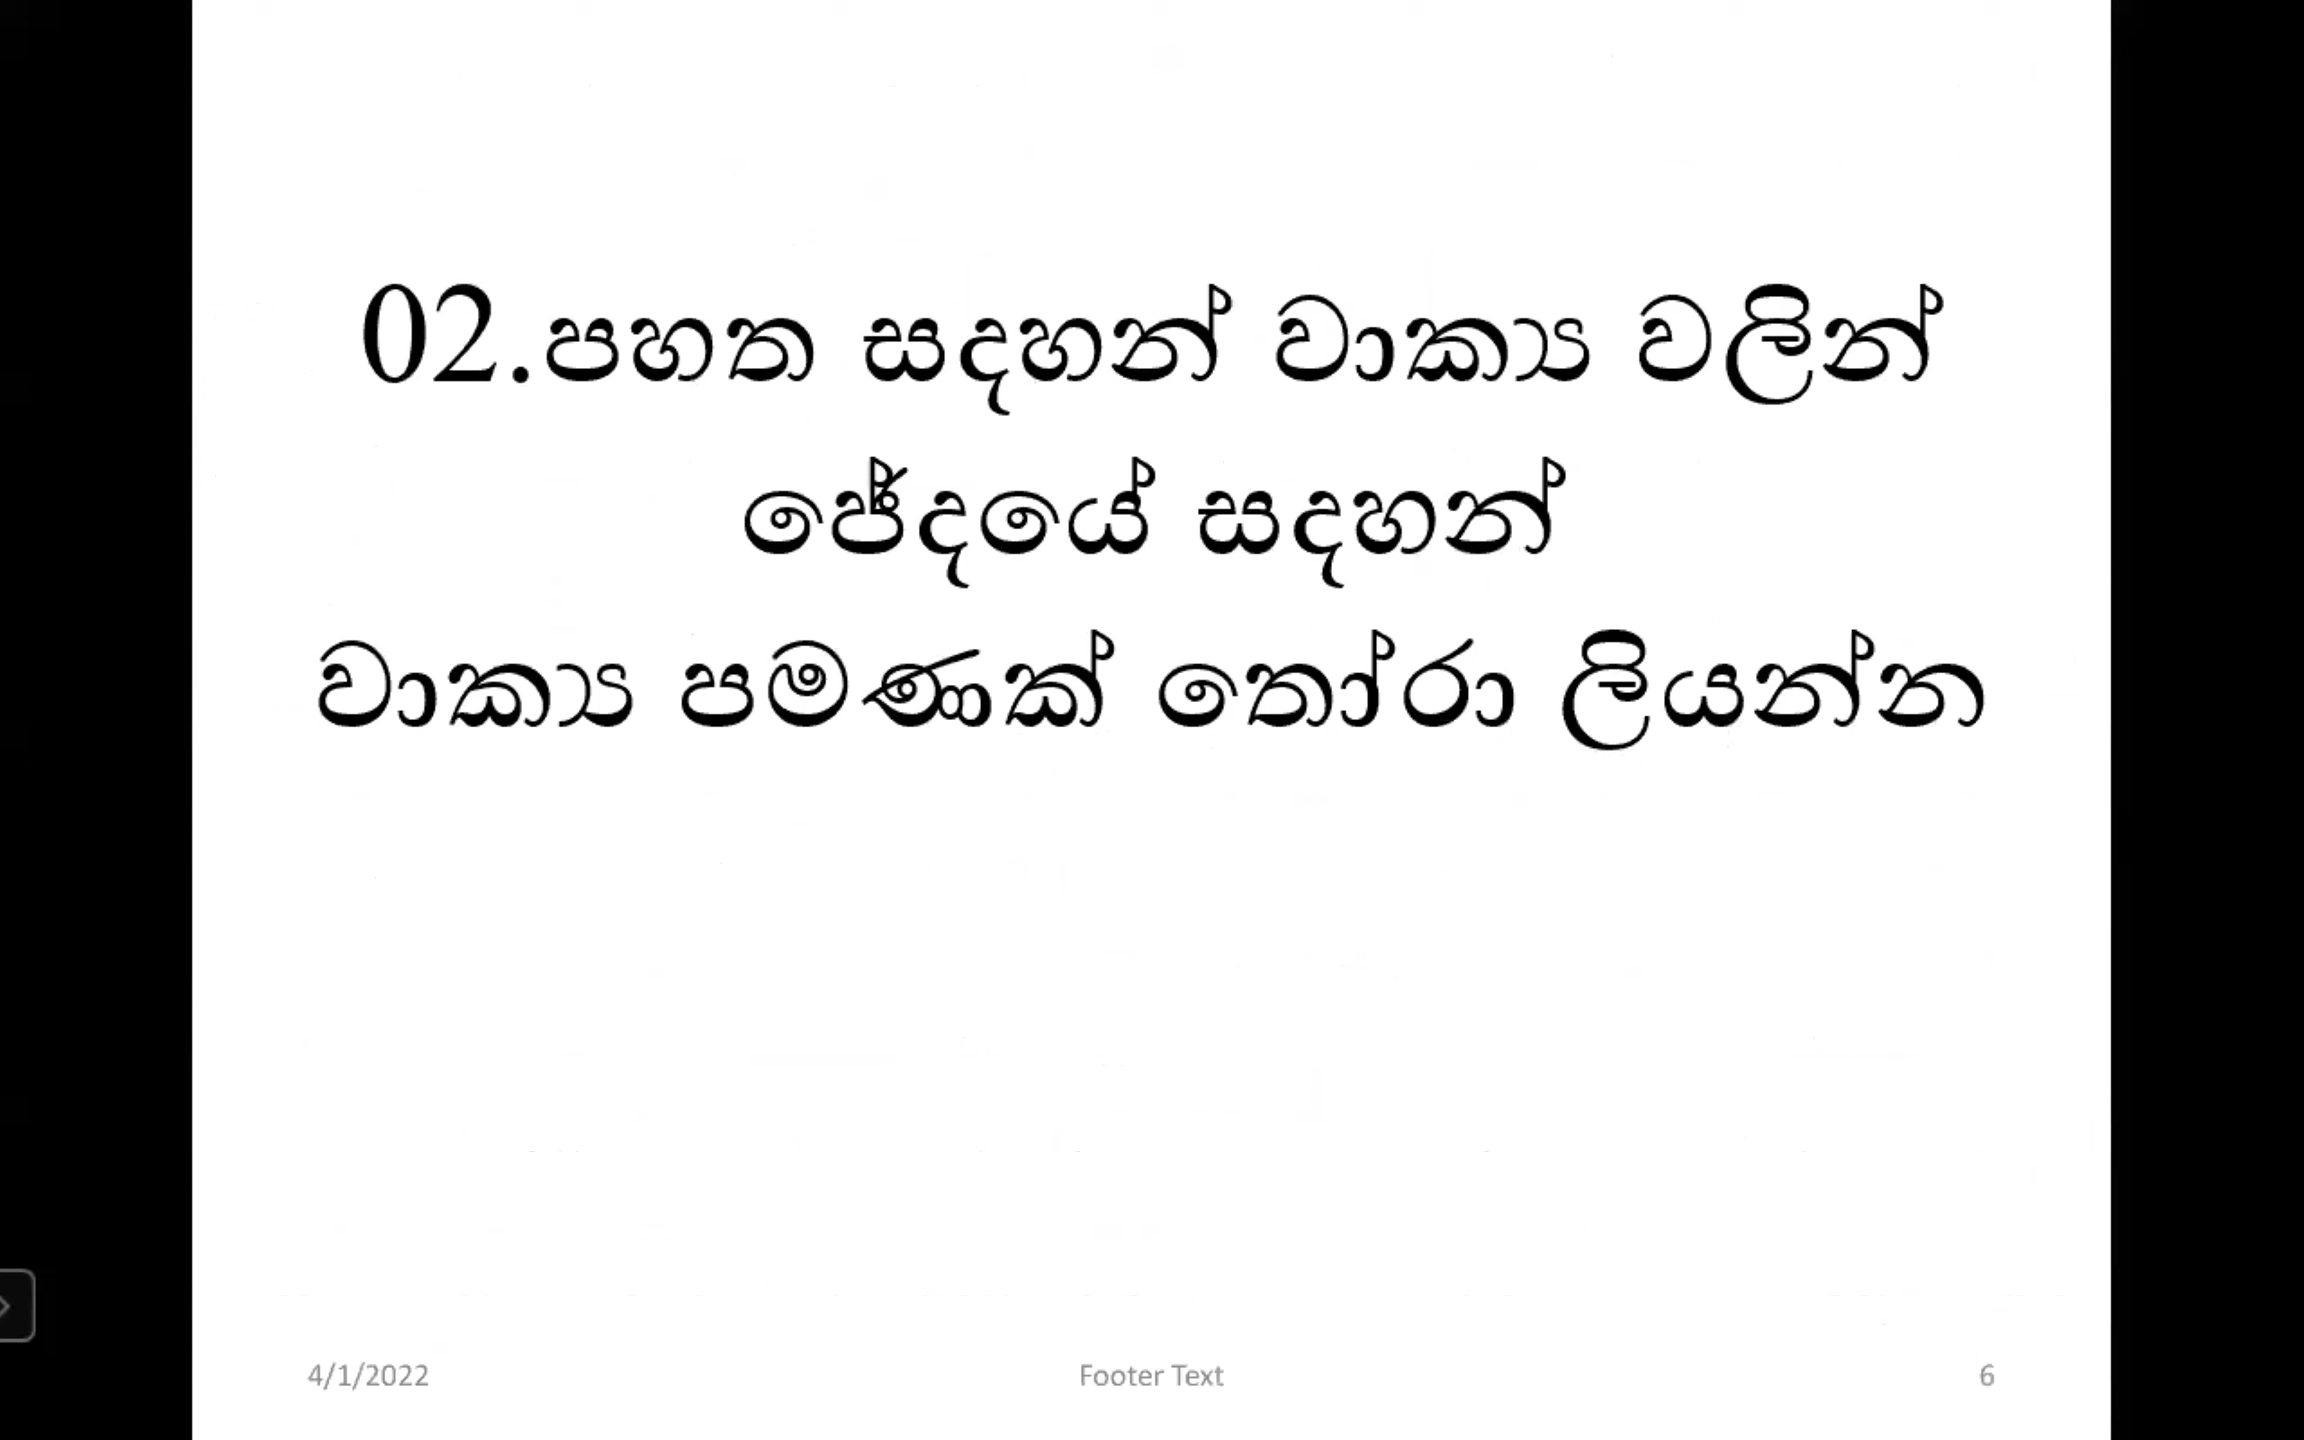 02.පහත සදහන් වාක්‍ය වලින්
ජේදයේ සදහන්
වාක්‍ය පමණක් තෝරා ලියන්න
4/1/2022
Footer Text
6